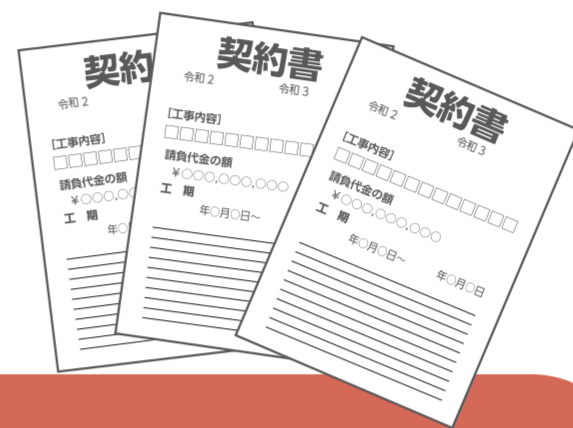 契約
令和 2
[工事内容]
□□□□□□
請負代金の額
￥○○○,○
工 期
年○
契約書
令和 2
令和 3
[工事内容]
□□□□□□□□□□
請負代金の額
￥○○○,○○○,○○○
工 期
年○月○日～
契約書
令和 2
令和 3
[工事内容]
□□□□□□□□□□□□□
請負代金の額
￥○○○,○○○,○○○
工 期
年○月○日～
年○月○日